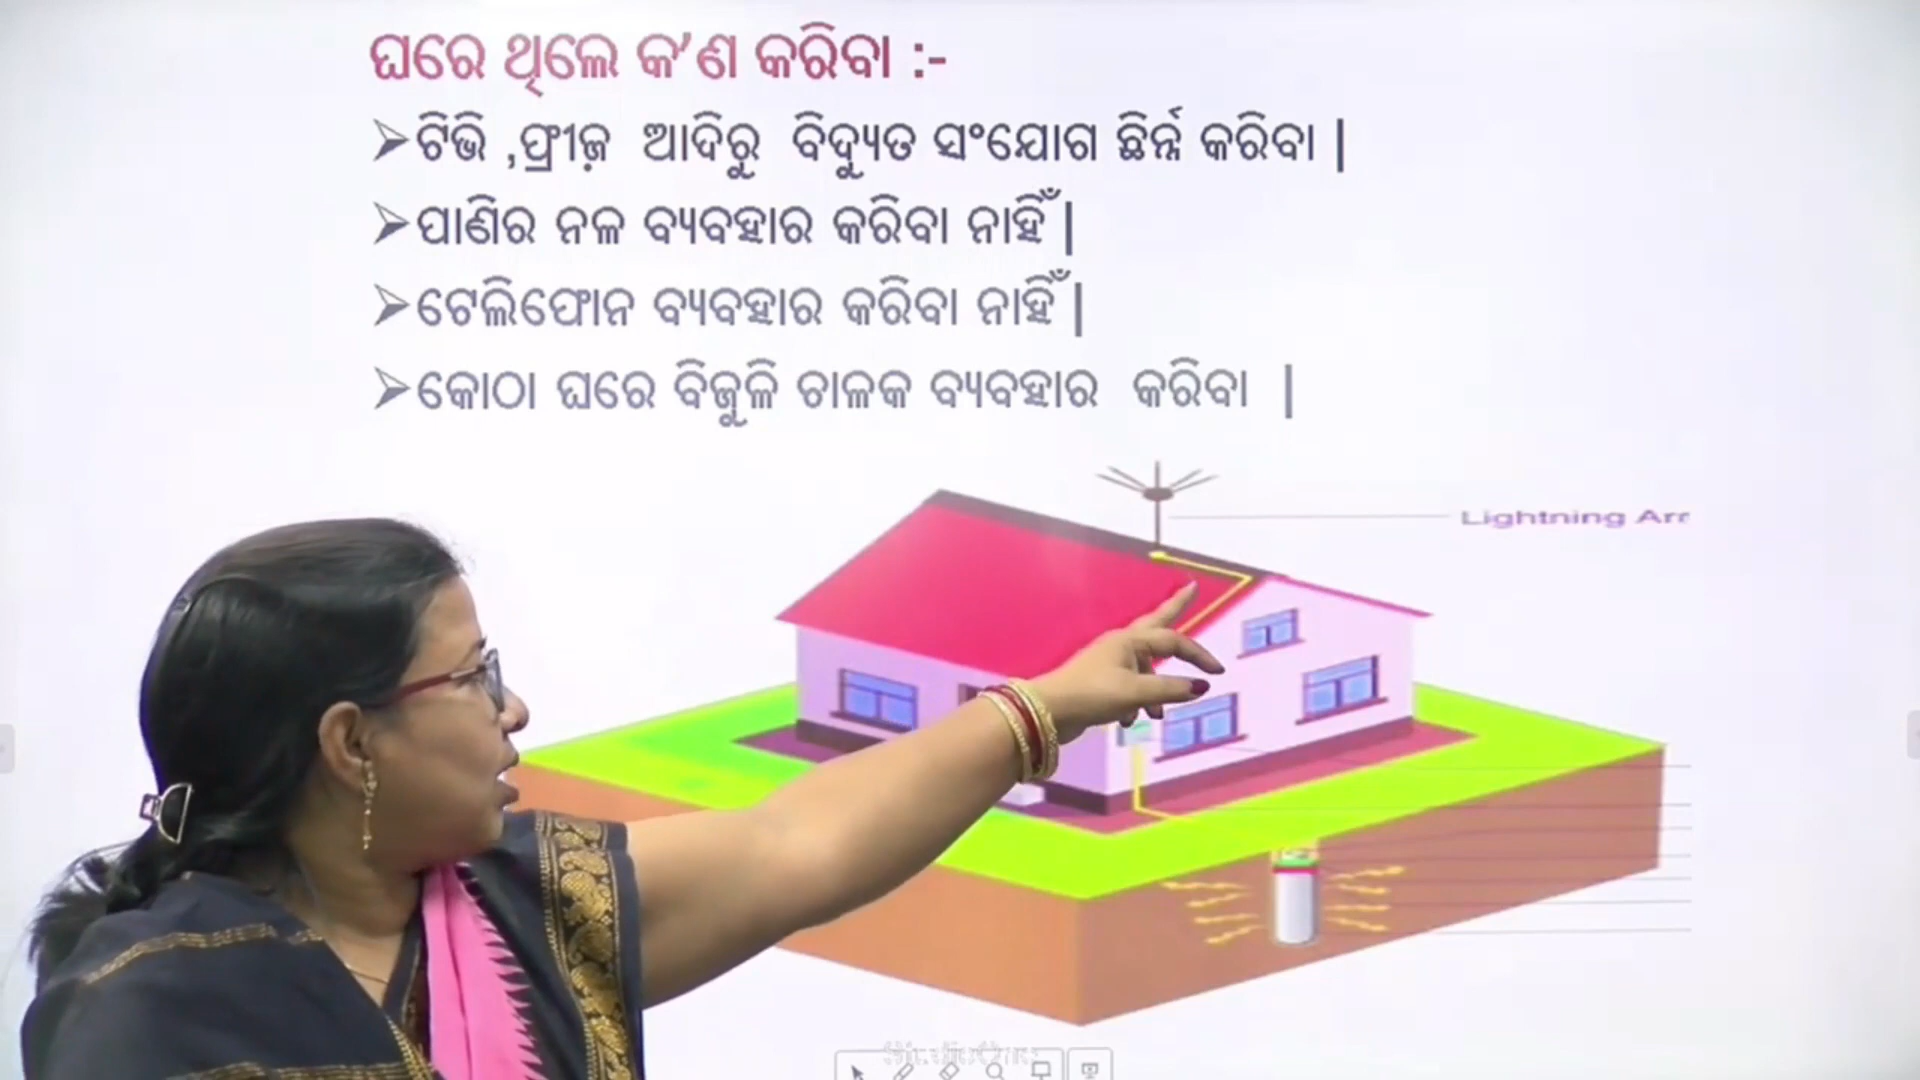 ଘରେ ଥିଲେ କ'ଣ କରିବା :-
➢ଟିଭି ,ଫ୍ରୀଜ଼ ଆଦିରୁ ବିଦ୍ୟୁତ ସଂଯୋଗ ଛିର୍ନ୍ନ କରିବା |
➢ପାଣିର ନଳ ବ୍ୟବହାର କରିବା ନାହିଁ |
➢ଟେଲିଫୋନ ବ୍ୟବହାର କରିବା ନାହିଁ |
➢କୋଠା ଘରେ ବିଜୁଳି ଚାଳକ ବ୍ୟବହାର କରିବା |
Lightning Arr